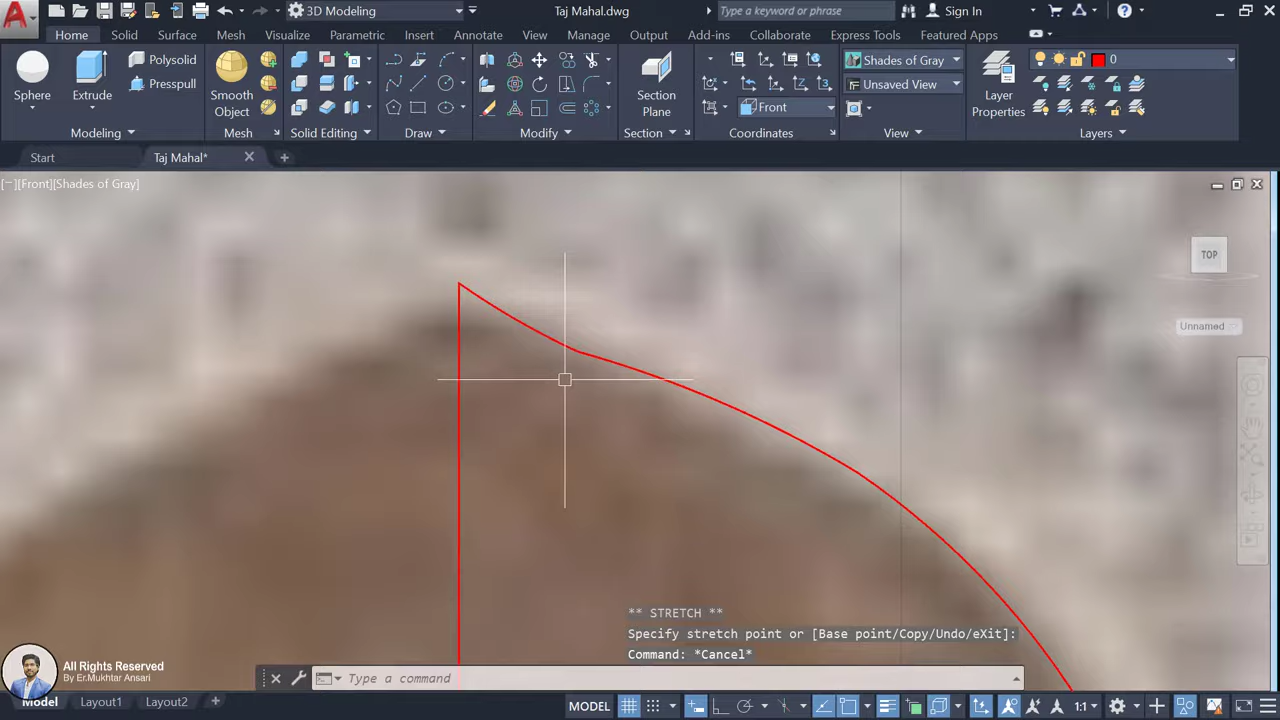 3D Modeling
Taj Mahal.dwg
Type a keyword or phrase
Sign In
Home
Solid
Surface
Mesh
Visualize
Parametric
Insert
Annotate
View
Manage
Output
Add-ins
Collaborate
Express Tools
Featured Apps
Polysolid
Presspull
Sphere
Extrude
Smooth
Object
Section
Plane
Shades of Gray
Unsaved View
Front
Layer
Properties
0
Modeling
Mesh
Solid Editing
Draw
Modify
Section
Coordinates
View
Layers
Start
Taj Mahal*
[−][Front][Shades of Gray]
TOP
Unnamed
** STRETCH **
Specify stretch point or [Base point/Copy/Undo/eXit]:
Command: *Cancel*
Type a command
All Rights Reserved
By Er.Mukhtar Ansari
Model
Layout1
Layout2
MODEL
1:1